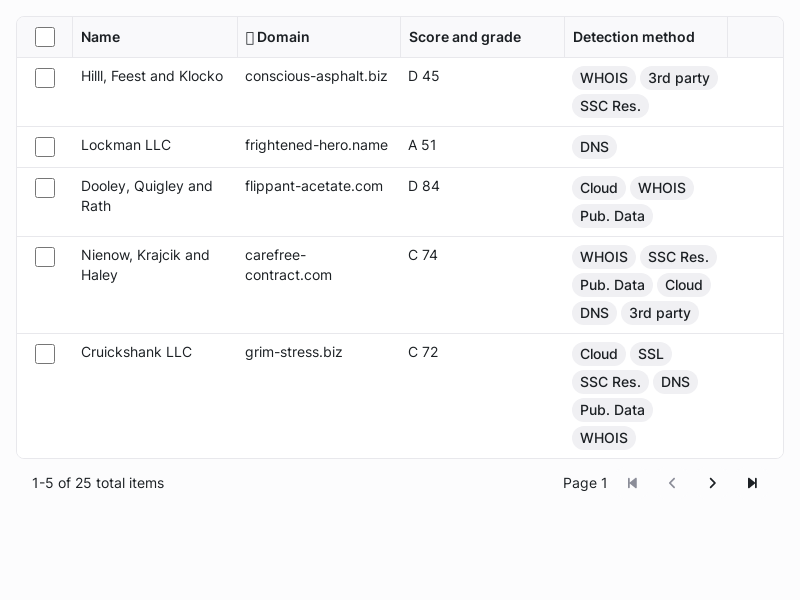 Name Domain Score and grade Detection method
Hilll, Feest and Klocko conscious-asphalt.biz D 45 WHOIS 3rd party
SSC Res.
Lockman LLC frightened-hero.name A 51 DNS
Dooley, Quigley and flippant-acetate.com D 84 Cloud WHOIS
Rath Pub. Data
Nienow, Krajcik and carefree- C 74 WHOIS SSC Res.
Haley contract.com Pub. Data Cloud
DNS 3rd party
Cruickshank LLC grim-stress.biz C 72 Cloud SSL
SSC Res. DNS
Pub. Data
WHOIS
1-5 of 25 total items Page 1